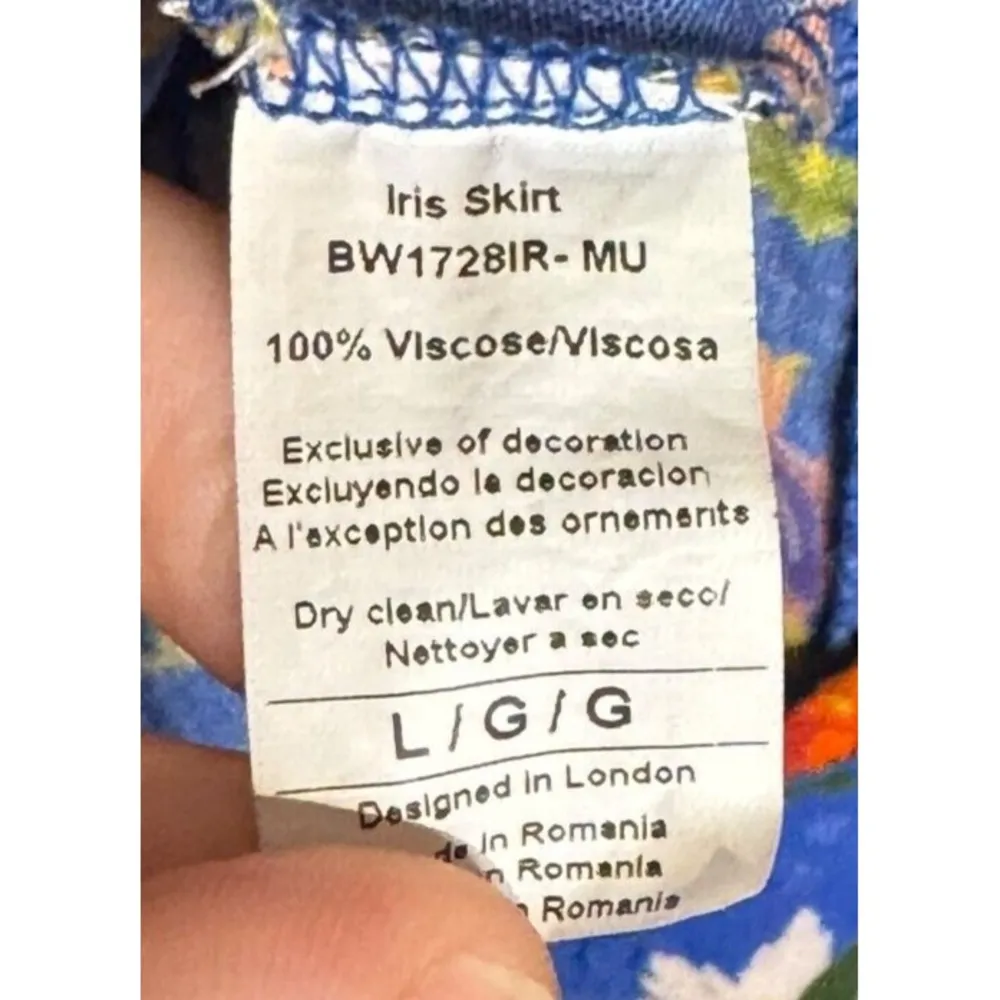 Iris Skirt
BW1728IR- MU
100% Viscose/Viscosa
Exclusive of decoration
Excluyendo la decoracion
A l'exception des ornements
Dry clean/Lavar en seco/
Nettoyer a sec
L / G / G
Designed in London
in Romania
Romania
Romania